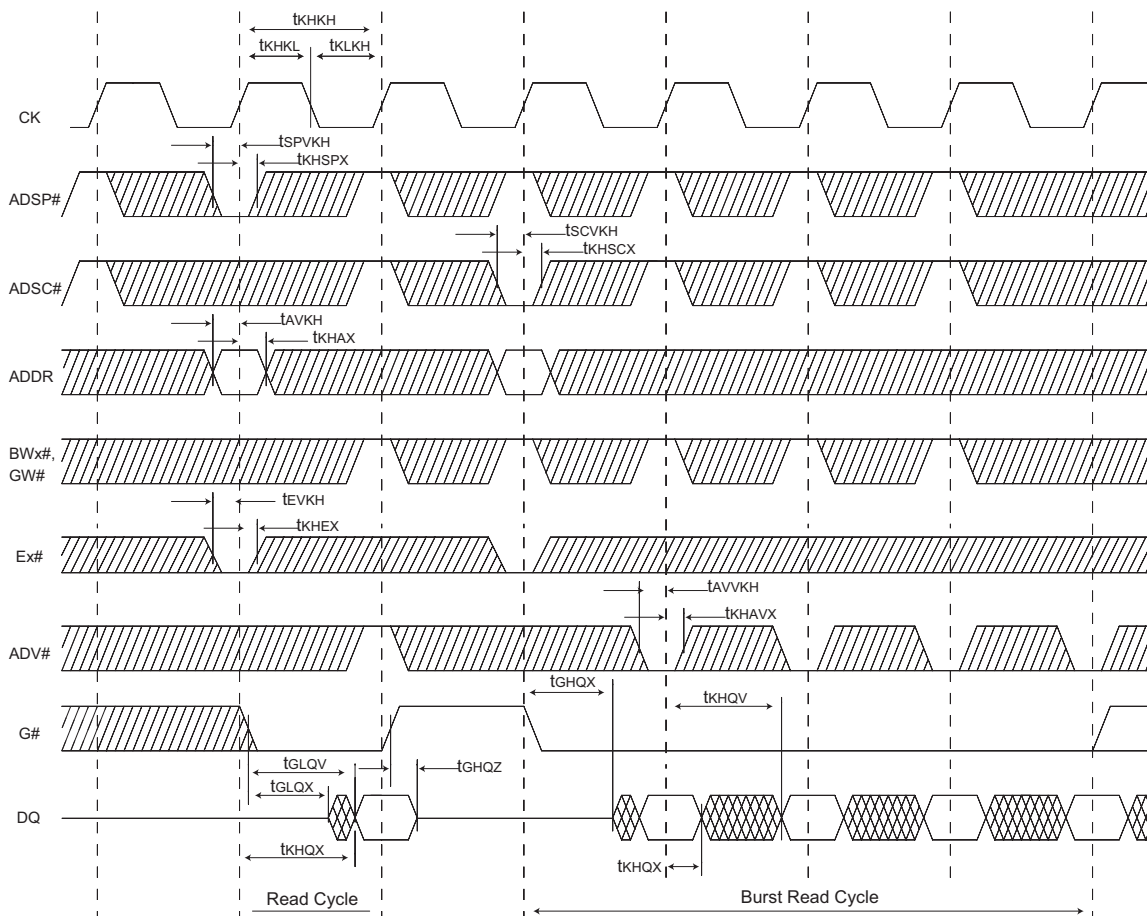 tKHKH
tKHKL tKLKH
CK
tSPVKH
tKHSPX
ADSP#
tSCVKH
tKHSCX
ADSC#
tAVKH
tKHAX
ADDR
BWx#,
GW#
tEVKH
tKHEX
Ex#
tAVVKH
tKHAVX
ADV#
tGHQX
tKHQV
G#
tGLQV
tGHQZ
tGLQX
DQ
tKHQX
tKHQX
Read Cycle
Burst Read Cycle